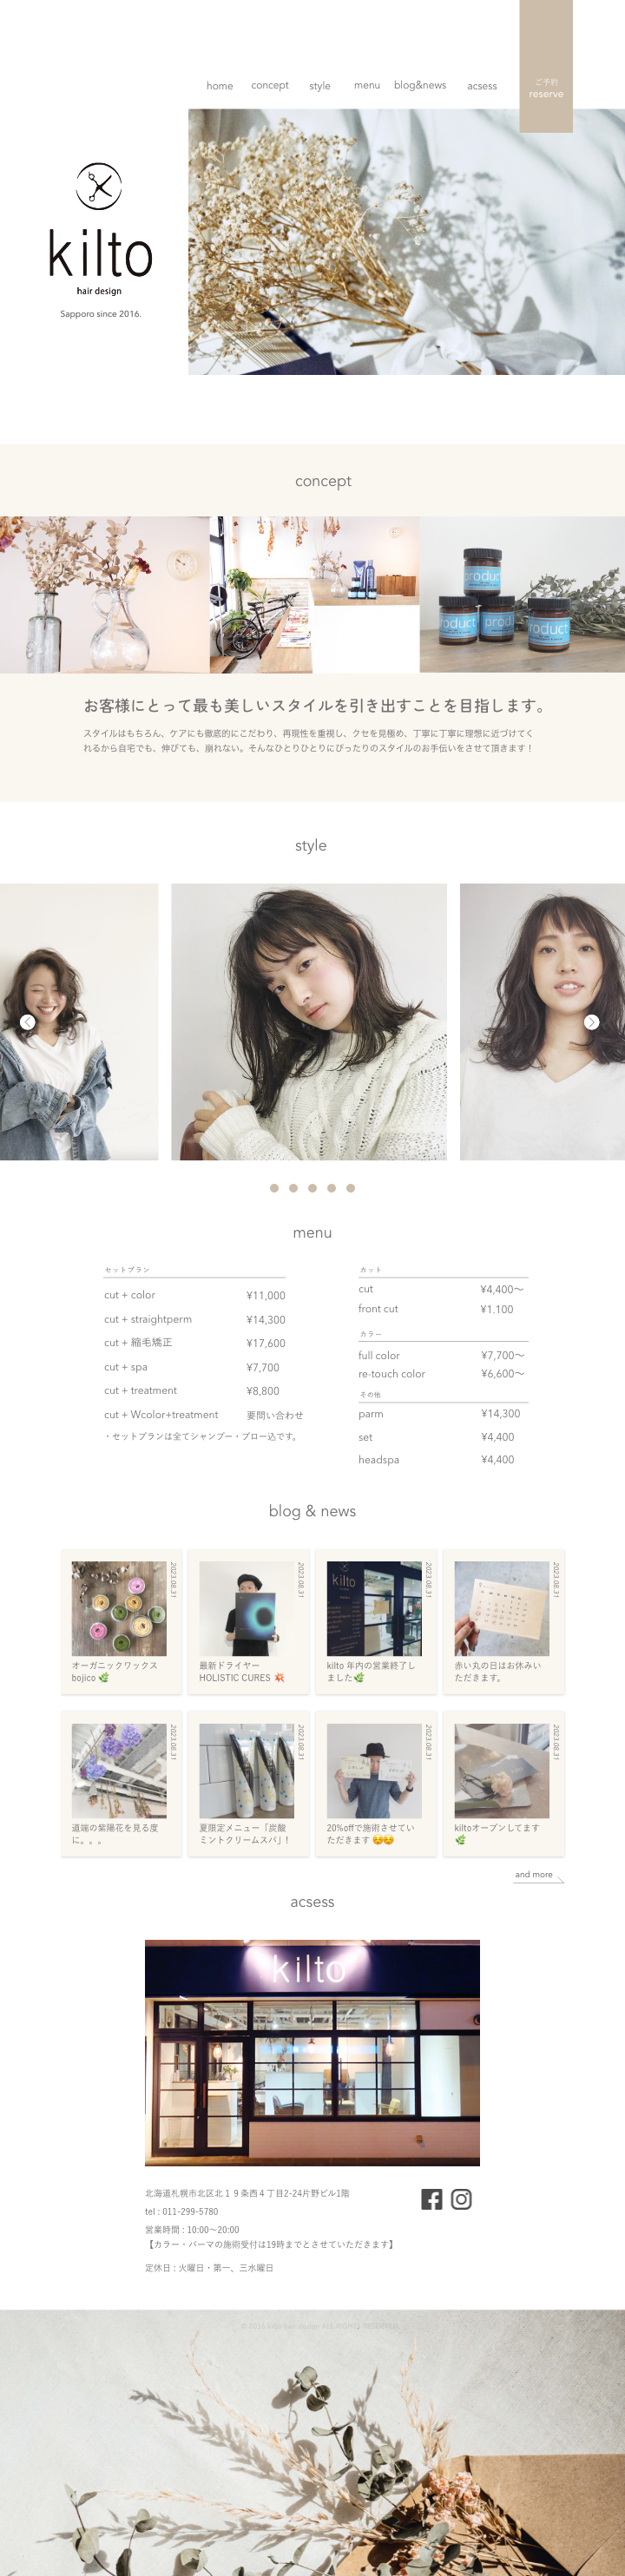 home concept style menu blog&news acsess
ご予約
reserve
kilto
hair design
Sapporo since 2016.
concept
product
product
product
product
お客様にとって最も美しいスタイルを引き出すことを目指します。
スタイルはもちろん、ケアにも徹底的にこだわり、再現性を重視し、クセを見極め、丁寧に丁寧に理想に近づけてく
れるから自宅でも、伸びても、崩れない。そんなひとりひとりにぴったりのスタイルのお手伝いをさせて頂きます！
style
menu
セットプラン
cut + color ¥11,000
cut + straightperm ¥14,300
cut + 縮毛矯正 ¥17,600
cut + spa ¥7,700
cut + treatment ¥8,800
cut + Wcolor+treatment 要問い合わせ
・セットプランは全てシャンプー・ブロー込です。
カット
cut ¥4,400〜
front cut ¥1.100
カラー
full color ¥7,700〜
re-touch color ¥6,600〜
その他
parm ¥14,300
set ¥4,400
headspa ¥4,400
blog & news
2023.08.31
オーガニックワックス
bojico 🌿
2023.08.31
最新ドライヤー
HOLISTIC CURES 💥
kilto
2023.08.31
kilto 年内の営業終了し
ました🌿
2023.08.31
赤い丸の日はお休みい
ただきます。
2023.08.31
道端の紫陽花を見る度
に。。。
2023.08.31
夏限定メニュー「炭酸
ミントクリームスパ」！
2023.08.31
20%offで施術させてい
ただきます😊😊
2023.08.31
kiltoオープンしてます
🌿
and more
acsess
kilto
北海道札幌市北区北１９条西４丁目2-24片野ビル1階
tel : 011-299-5780
営業時間 : 10:00〜20:00
【カラー・パーマの施術受付は19時までとさせていただきます】
定休日 : 火曜日・第一、三水曜日
© 2016 kilto hair design ALL RIGHTS RESERVED.